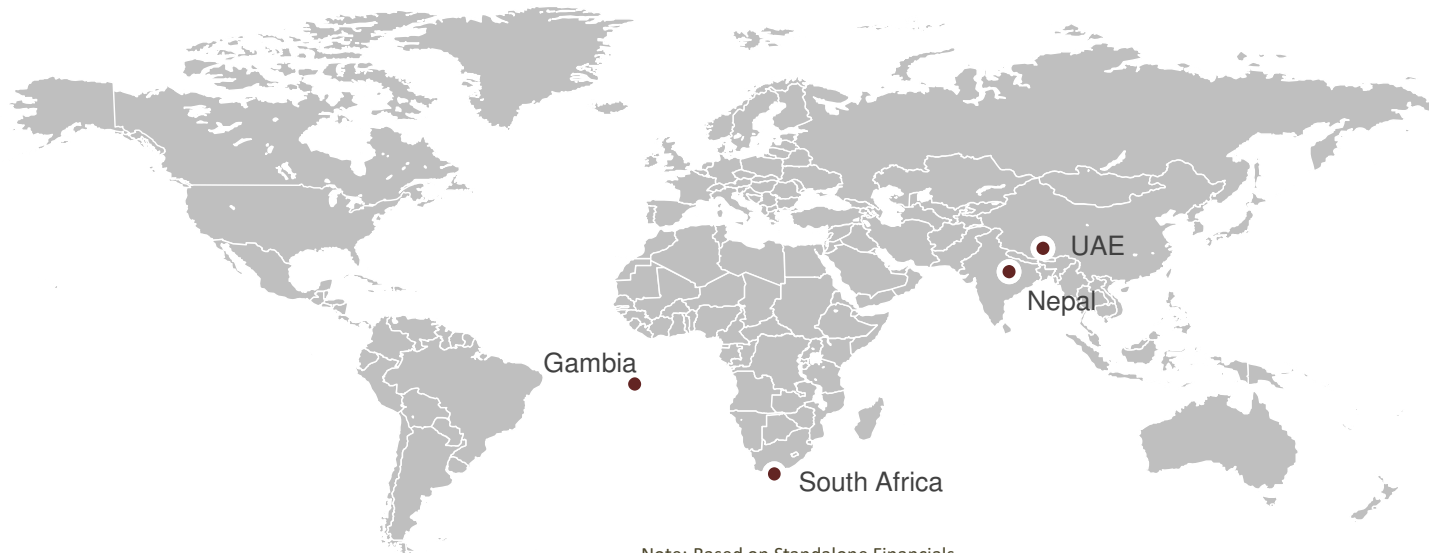 UAE
Nepal
Gambia
South Africa
Note: Based on Standalone Financials